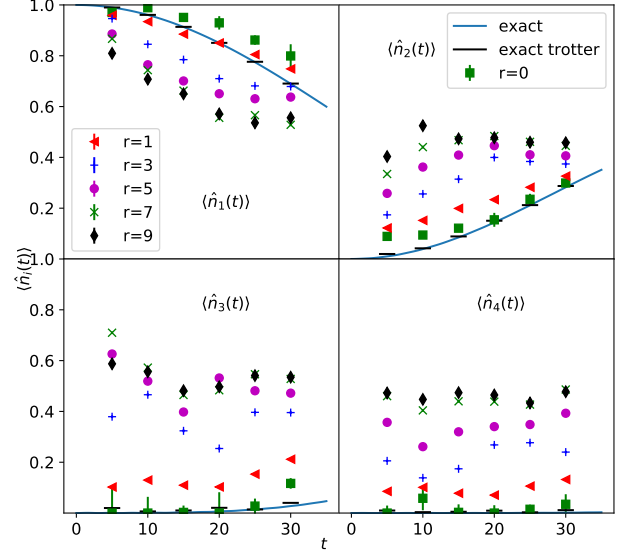 1.0
0.8
0.6
0.4
0.2
1.0
0.8
0.6
0.4
0.2
⟨n̂ᵢ(t)⟩
r=1
r=3
r=5
r=7
r=9
⟨n̂₁(t)⟩
⟨n̂₂(t)⟩
exact
exact trotter
r=0
⟨n̂₃(t)⟩
⟨n̂₄(t)⟩
0 10 20 30
t
0 10 20 30